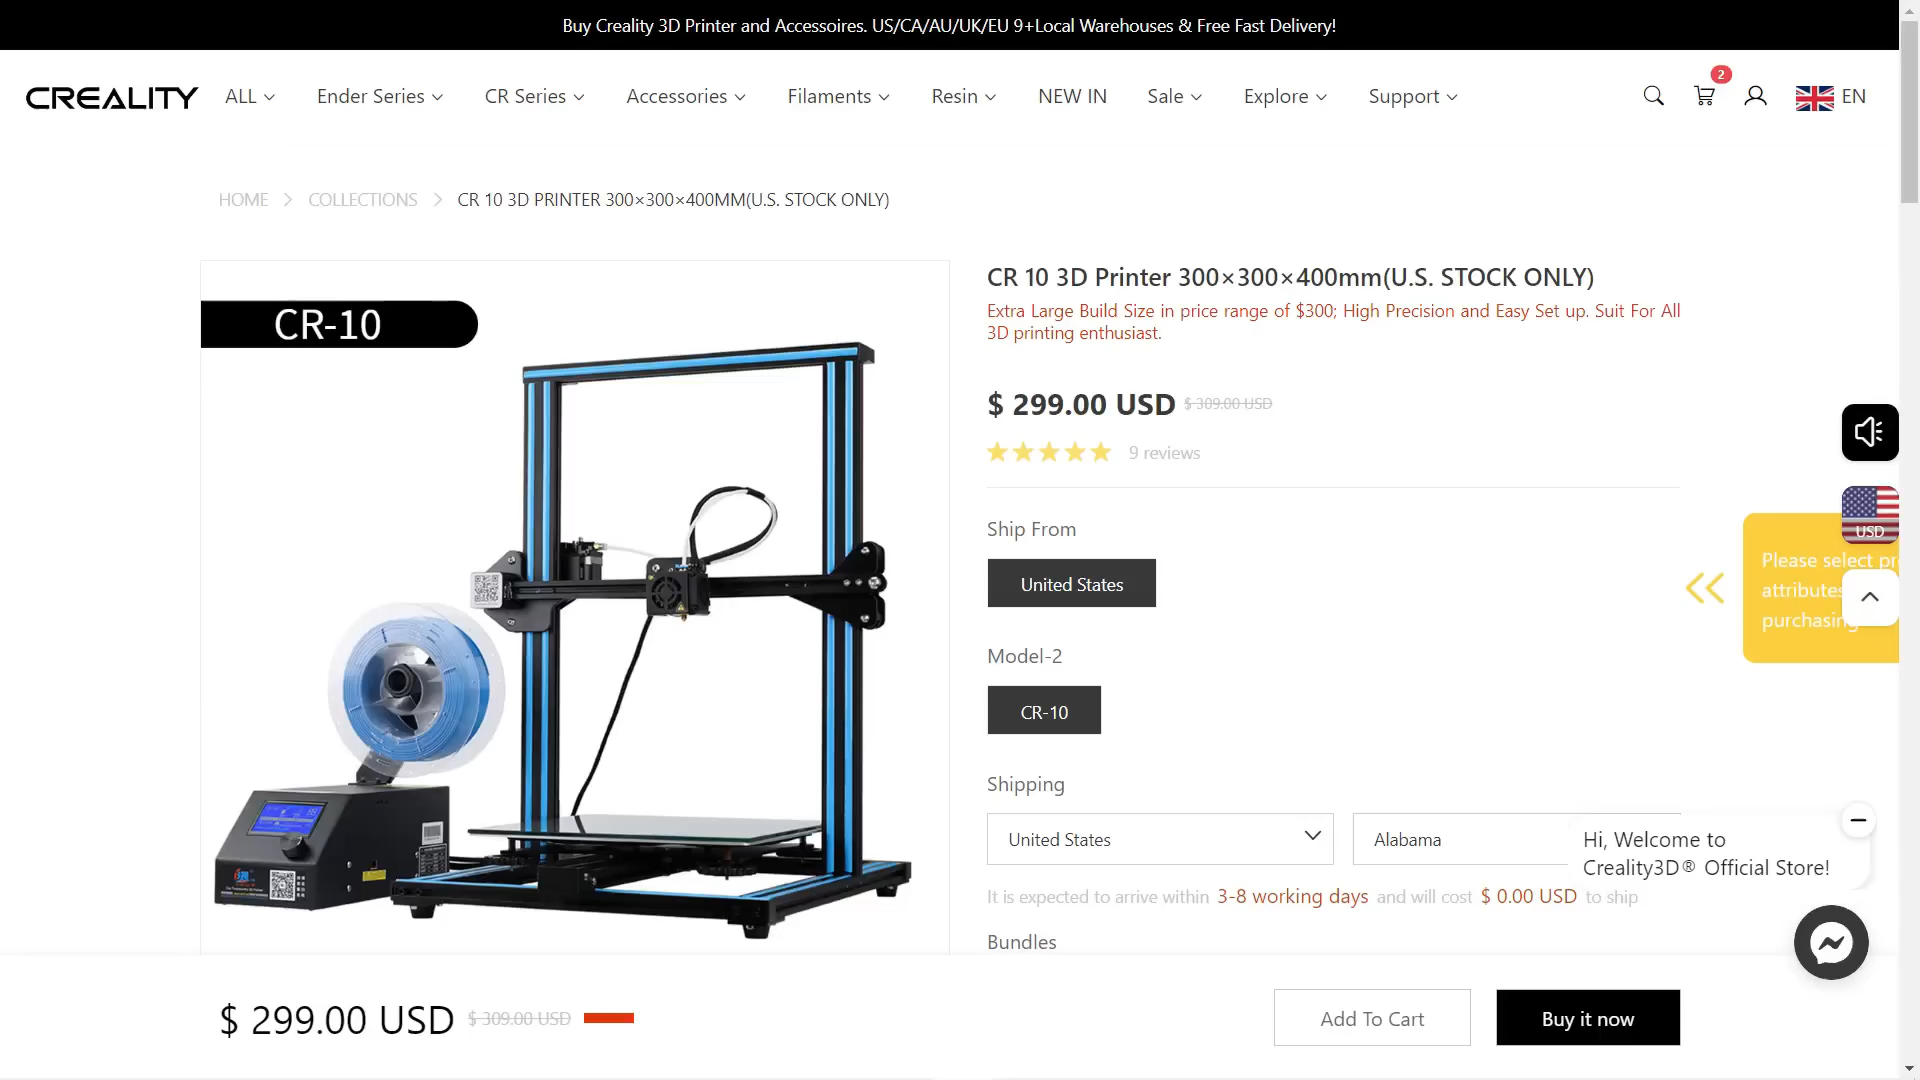 Buy Creality 3D Printer and Accessoires. US/CA/AU/UK/EU 9+Local Warehouses & Free Fast Delivery!
CREALITY
ALL
Ender Series
CR Series
Accessories
Filaments
Resin
NEW IN
Sale
Explore
Support
2
EN
HOME
COLLECTIONS
CR 10 3D PRINTER 300×300×400MM(U.S. STOCK ONLY)
CR-10
CR 10 3D Printer 300×300×400mm(U.S. STOCK ONLY)
Extra Large Build Size in price range of $300; High Precision and Easy Set up. Suit For All
3D printing enthusiast.
$ 299.00 USD $ 309.00 USD
9 reviews
Ship From
United States
USD
Please select
attributes
purchasing
Model-2
CR-10
Shipping
United States
Alabama
Hi, Welcome to
Creality3D® Official Store!
It is expected to arrive within 3-8 working days and will cost $ 0.00 USD to ship
Bundles
$ 299.00 USD $ 309.00 USD
Add To Cart
Buy it now